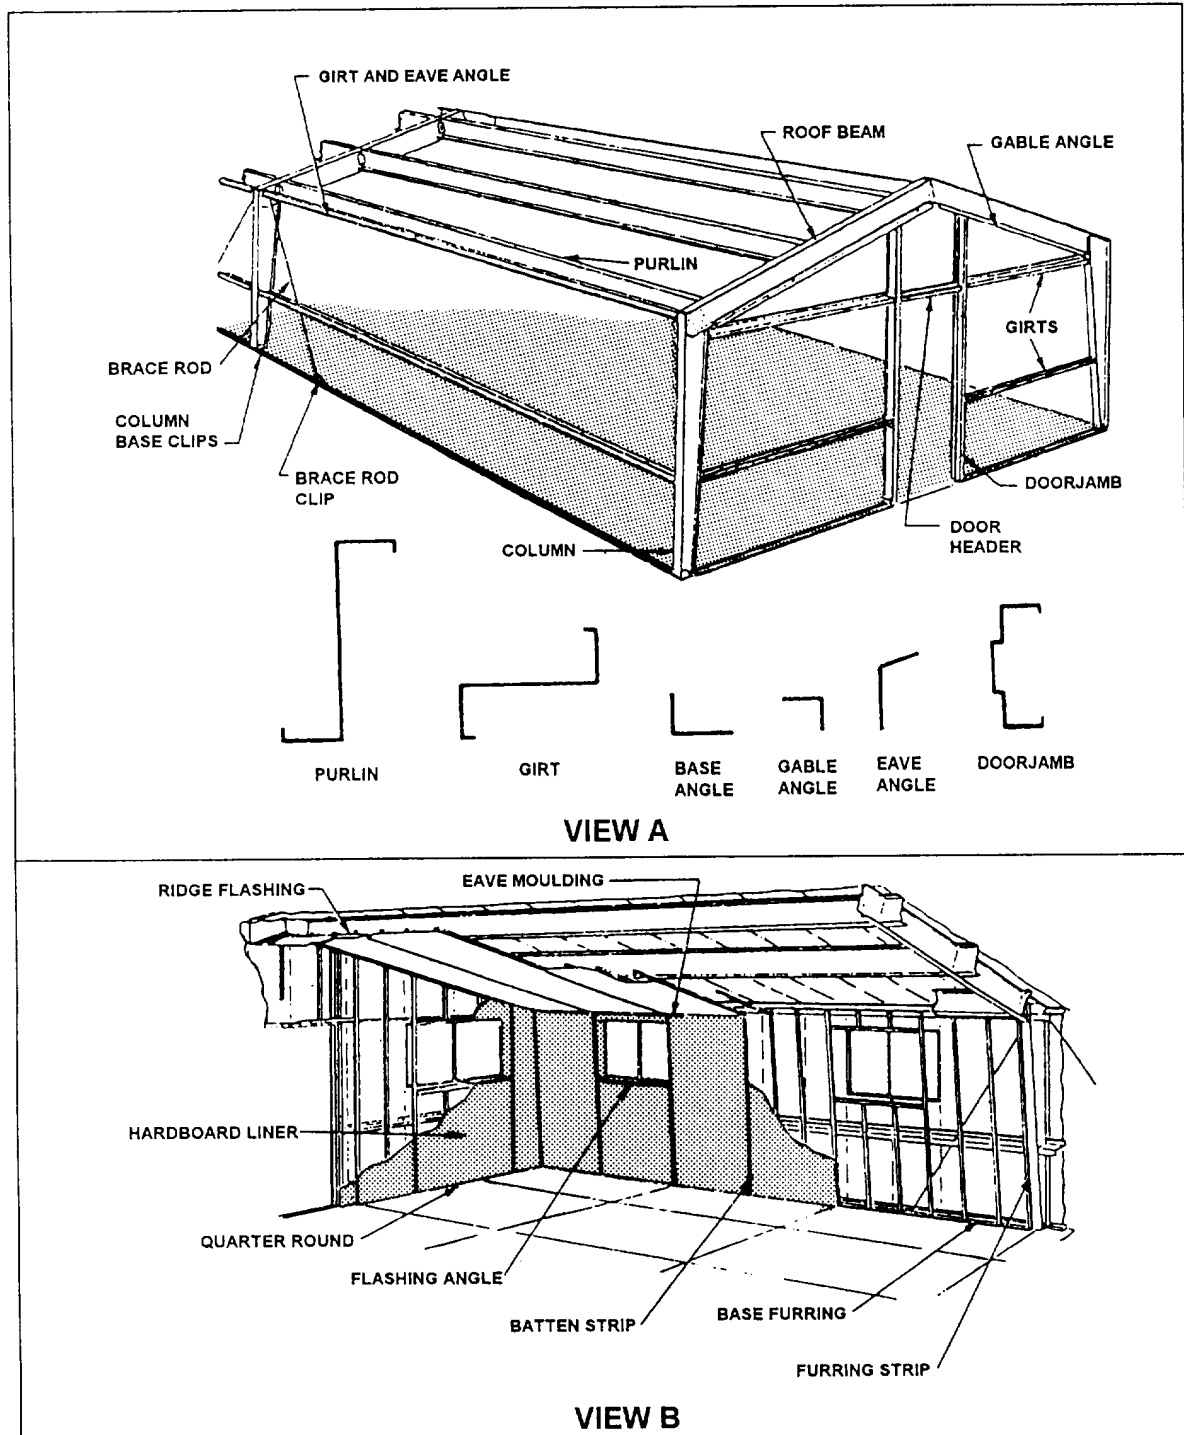 GIRT AND EAVE ANGLE
ROOF BEAM
GABLE ANGLE
PURLIN
GIRTS
BRACE ROD
COLUMN
BASE CLIPS
BRACE ROD
CLIP
DOORJAMB
DOOR
HEADER
COLUMN
PURLIN
GIRT
BASE
ANGLE
GABLE
ANGLE
EAVE
ANGLE
DOORJAMB
VIEW A
RIDGE FLASHING
EAVE MOULDING
HARDBOARD LINER
QUARTER ROUND
FLASHING ANGLE
BATTEN STRIP
BASE FURRING
FURRING STRIP
VIEW B